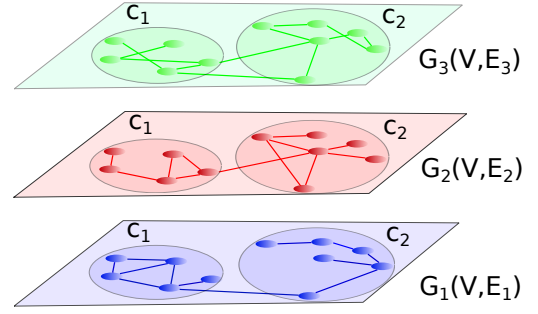 c₁ c₂
G₃(V,E₃)
c₁ c₂
G₂(V,E₂)
c₁ c₂
G₁(V,E₁)